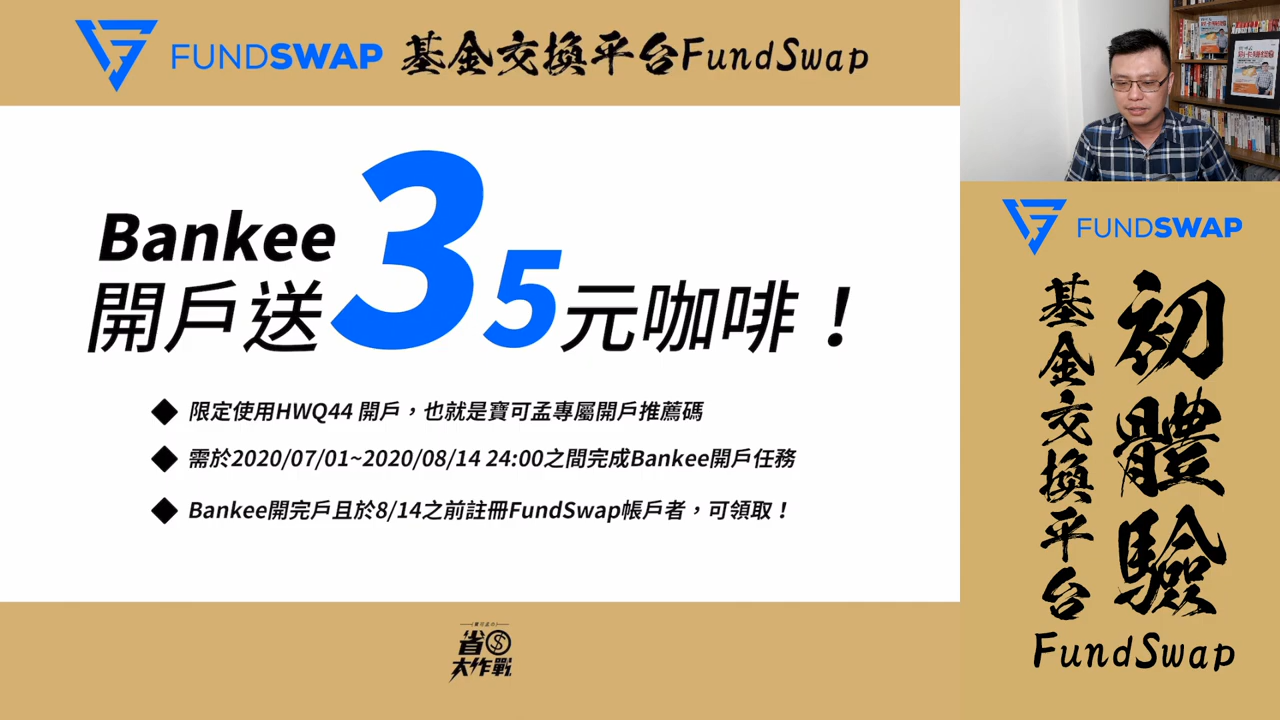 FUNDSWAP 基金交換平台FundSwap
Bankee
開戶送35元咖啡！
限定使用HWQ44 開戶，也就是寶可孟專屬開戶推薦碼
需於2020/07/01~2020/08/14 24:00之間完成Bankee開戶任務
Bankee開完戶且於8/14之前註冊FundSwap帳戶者，可領取！
省
大作戰
FUNDSWAP
初體驗
基金交換平台
FundSwap